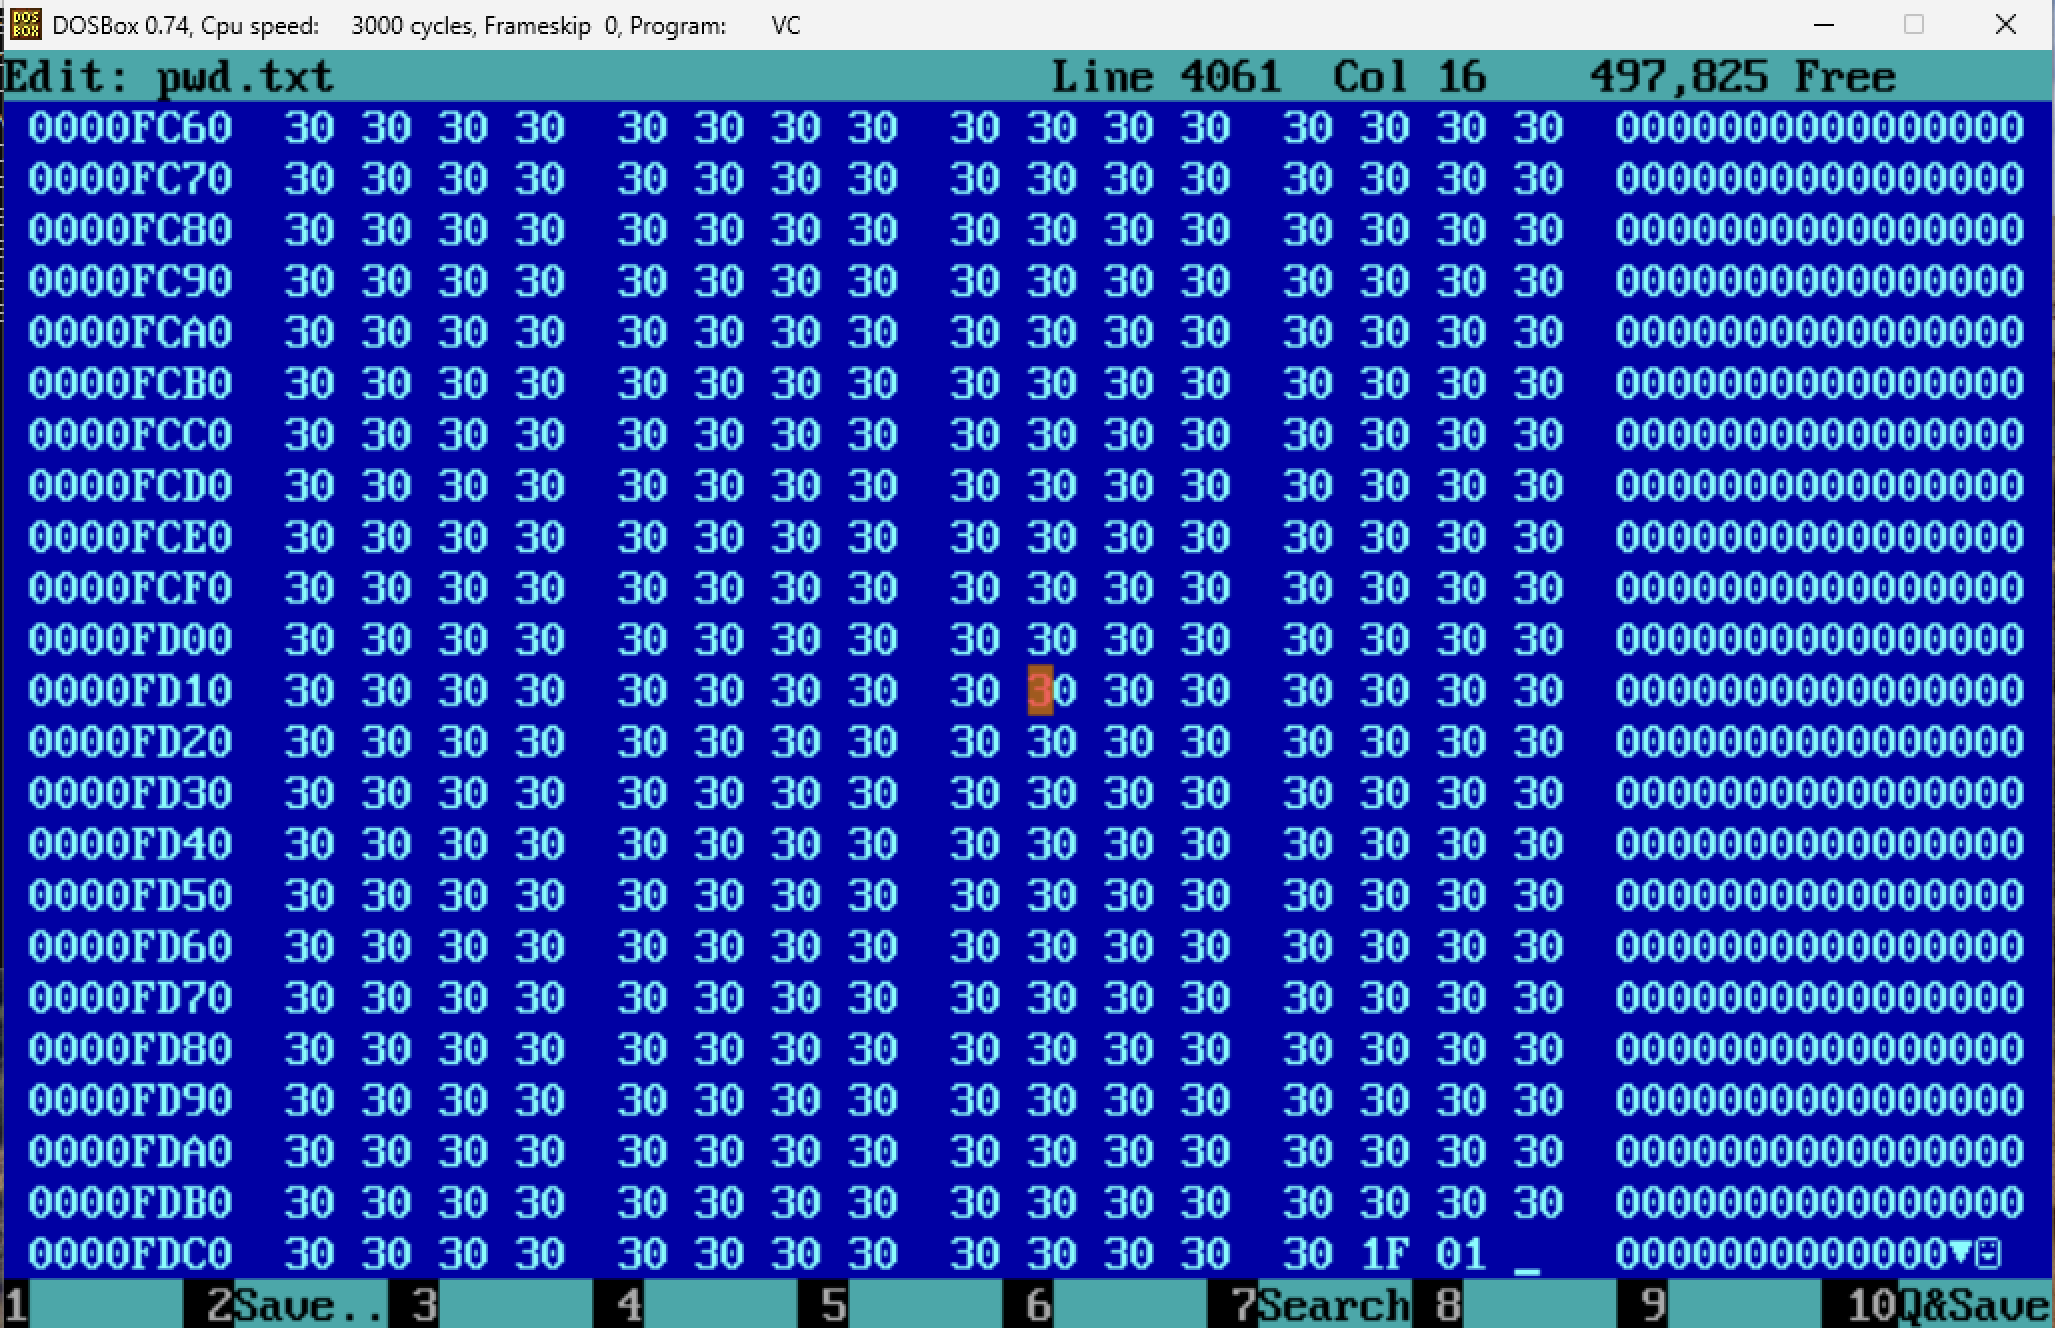 DOSBox 0.74, Cpu speed: 3000 cycles, Frameskip 0, Program: VC
Edit: pwd.txt Line 4061 Col 16 497,825 Free
0000FC60 30 30 30 30 30 30 30 30 30 30 30 30 30 30 30 30 0000000000000000
0000FC70 30 30 30 30 30 30 30 30 30 30 30 30 30 30 30 30 0000000000000000
0000FC80 30 30 30 30 30 30 30 30 30 30 30 30 30 30 30 30 0000000000000000
0000FC90 30 30 30 30 30 30 30 30 30 30 30 30 30 30 30 30 0000000000000000
0000FCA0 30 30 30 30 30 30 30 30 30 30 30 30 30 30 30 30 0000000000000000
0000FCB0 30 30 30 30 30 30 30 30 30 30 30 30 30 30 30 30 0000000000000000
0000FCC0 30 30 30 30 30 30 30 30 30 30 30 30 30 30 30 30 0000000000000000
0000FCD0 30 30 30 30 30 30 30 30 30 30 30 30 30 30 30 30 0000000000000000
0000FCE0 30 30 30 30 30 30 30 30 30 30 30 30 30 30 30 30 0000000000000000
0000FCF0 30 30 30 30 30 30 30 30 30 30 30 30 30 30 30 30 0000000000000000
0000FD00 30 30 30 30 30 30 30 30 30 30 30 30 30 30 30 30 0000000000000000
0000FD10 30 30 30 30 30 30 30 30 30 30 30 30 30 30 30 30 0000000000000000
0000FD20 30 30 30 30 30 30 30 30 30 30 30 30 30 30 30 30 0000000000000000
0000FD30 30 30 30 30 30 30 30 30 30 30 30 30 30 30 30 30 0000000000000000
0000FD40 30 30 30 30 30 30 30 30 30 30 30 30 30 30 30 30 0000000000000000
0000FD50 30 30 30 30 30 30 30 30 30 30 30 30 30 30 30 30 0000000000000000
0000FD60 30 30 30 30 30 30 30 30 30 30 30 30 30 30 30 30 0000000000000000
0000FD70 30 30 30 30 30 30 30 30 30 30 30 30 30 30 30 30 0000000000000000
0000FD80 30 30 30 30 30 30 30 30 30 30 30 30 30 30 30 30 0000000000000000
0000FD90 30 30 30 30 30 30 30 30 30 30 30 30 30 30 30 30 0000000000000000
0000FDA0 30 30 30 30 30 30 30 30 30 30 30 30 30 30 30 30 0000000000000000
0000FDB0 30 30 30 30 30 30 30 30 30 30 30 30 30 30 30 30 0000000000000000
0000FDC0 30 30 30 30 30 30 30 30 30 30 30 30 30 1F 01 _ 0000000000000▼☺
1 2Save.. 3 4 5 6 7Search 8 9 10Q&Save